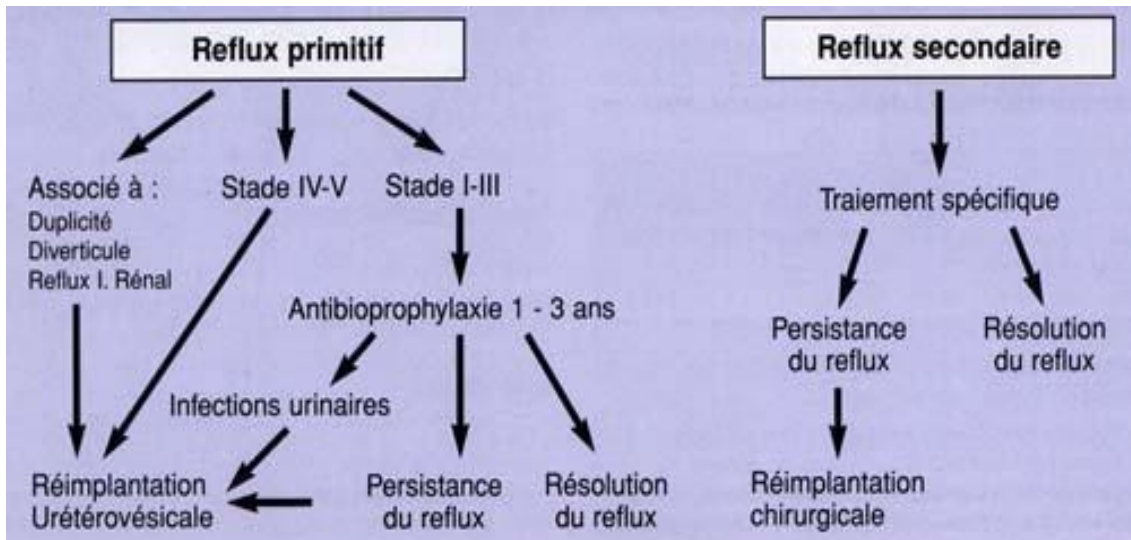 Reflux primitif
Associé à :
Duplicité
Diverticule
Reflux I. Rénal
Stade IV-V
Stade I-III
Antibioprophylaxie 1 - 3 ans
Infections urinaires
Réimplantation
Urétérovésicale
Persistance
du reflux
Résolution
du reflux
Reflux secondaire
Traiement spécifique
Persistance
du reflux
Résolution
du reflux
Réimplantation
chirurgicale